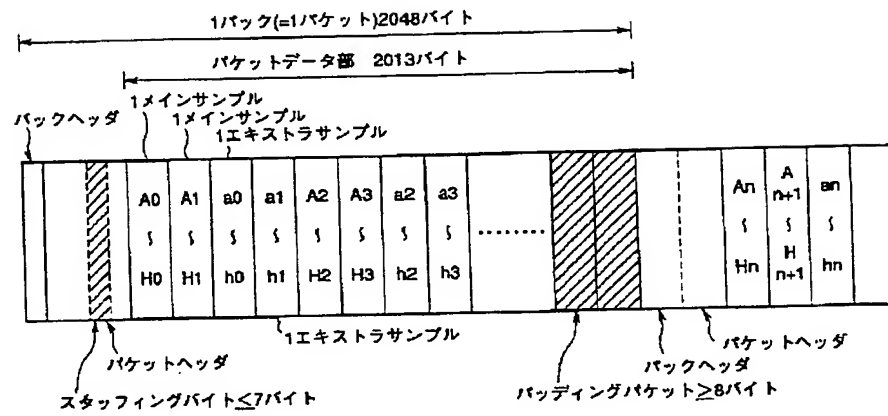 1パック(=1パケット)2048バイト
パケットデータ部 2013バイト
1メインサンプル
パックヘッダ
1メインサンプル
1エキストラサンプル
A0 A1 a0 a1 A2 A3 a2 a3 An A n+1 an
∫ ∫ ∫ ∫ ∫ ∫ ∫ ∫ ......... ∫ ∫ ∫
H0 H1 h0 h1 H2 H3 h2 h3 Hn H n+1 hn
1エキストラサンプル
パケットヘッダ
スタッフィングバイト≤7バイト
パケットヘッダ
パックヘッダ
パッディングパケット≥8バイト